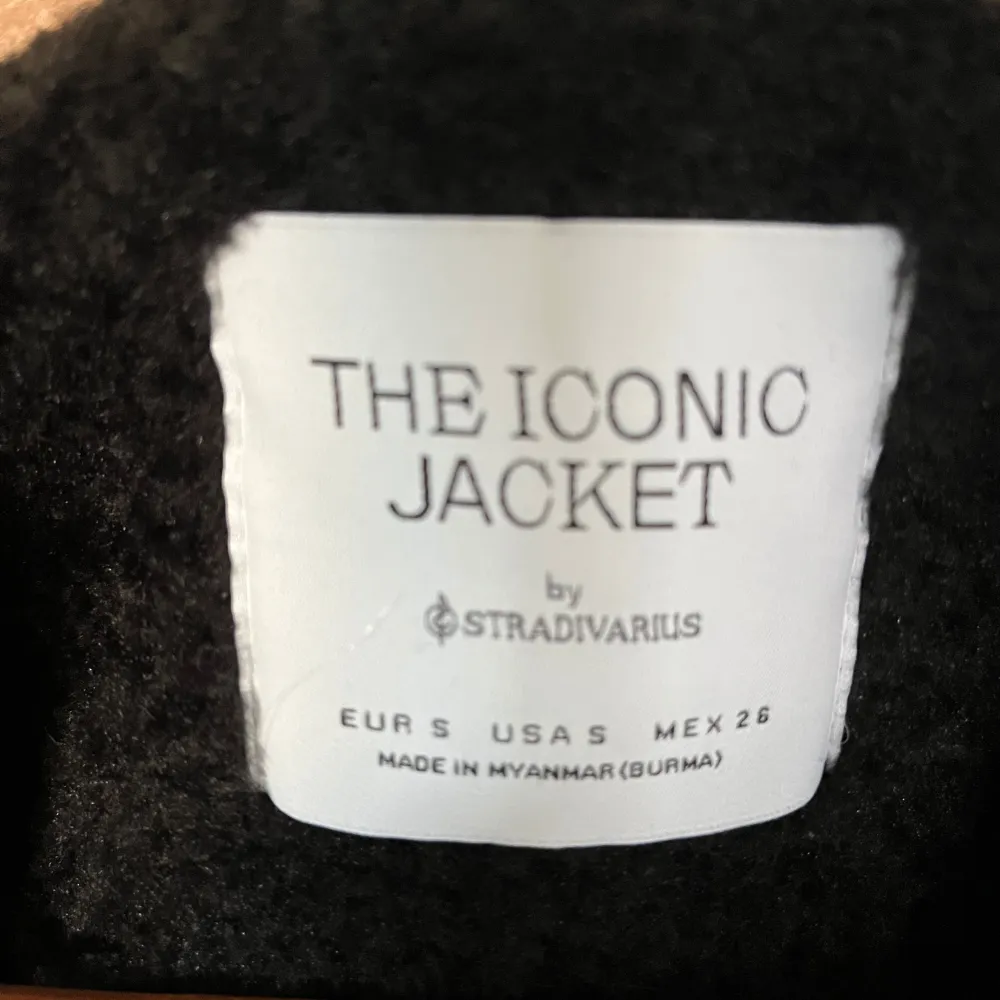 THE ICONIC
JACKET
by
STRADIVARIUS
EUR S USA S MEX 26
MADE IN MYANMAR (BURMA)